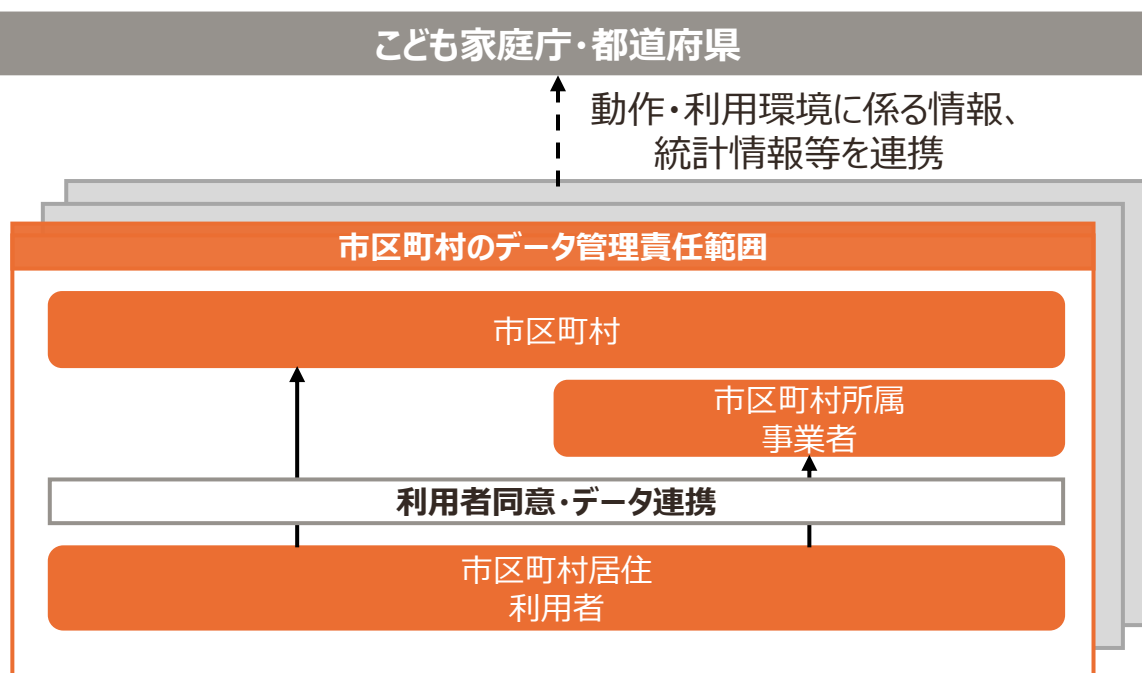 こども家庭庁・都道府県
動作・利用環境に係る情報、
統計情報等を連携
市区町村のデータ管理責任範囲
市区町村
市区町村所属
事業者
利用者同意・データ連携
市区町村居住
利用者